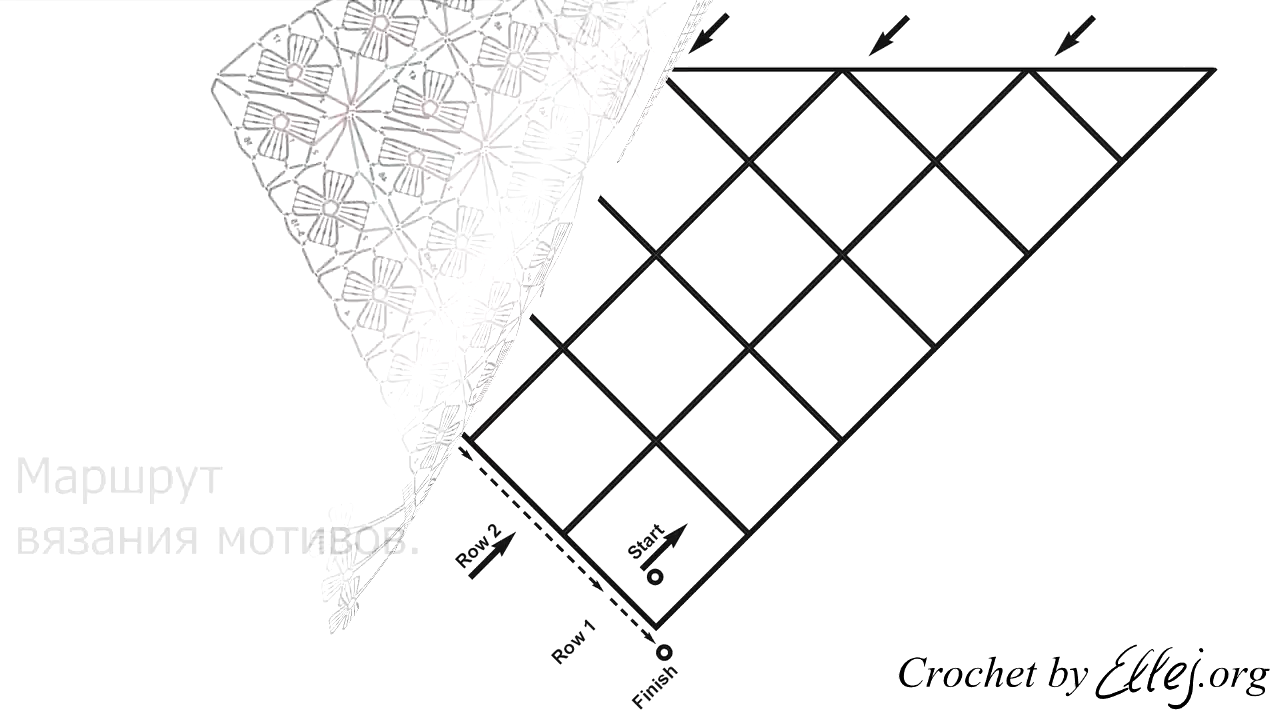 Маршрут
вязания мотивов.
Row 2
Start
Row 1
Finish
Crochet by Ellej.org